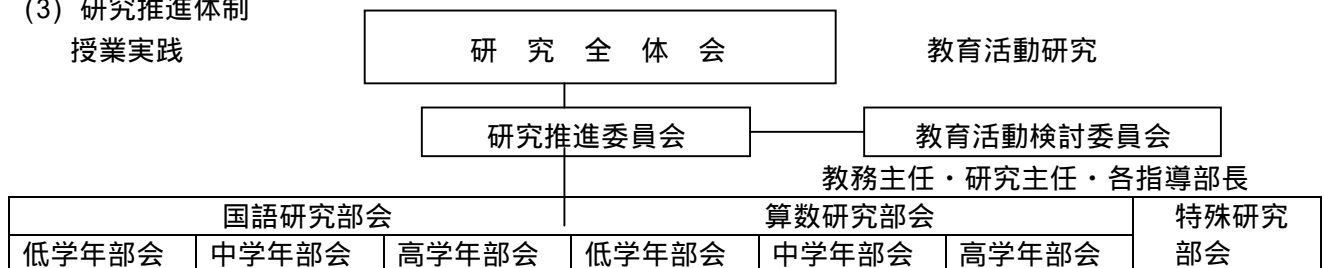 (3) 研究推進体制
授業実践　研　究　全　体　会　教育活動研究
研究推進委員会　教育活動検討委員会
教務主任・研究主任・各指導部長
国語研究部会　算数研究部会　特殊研究
低学年部会　中学年部会　高学年部会　低学年部会　中学年部会　高学年部会　部会